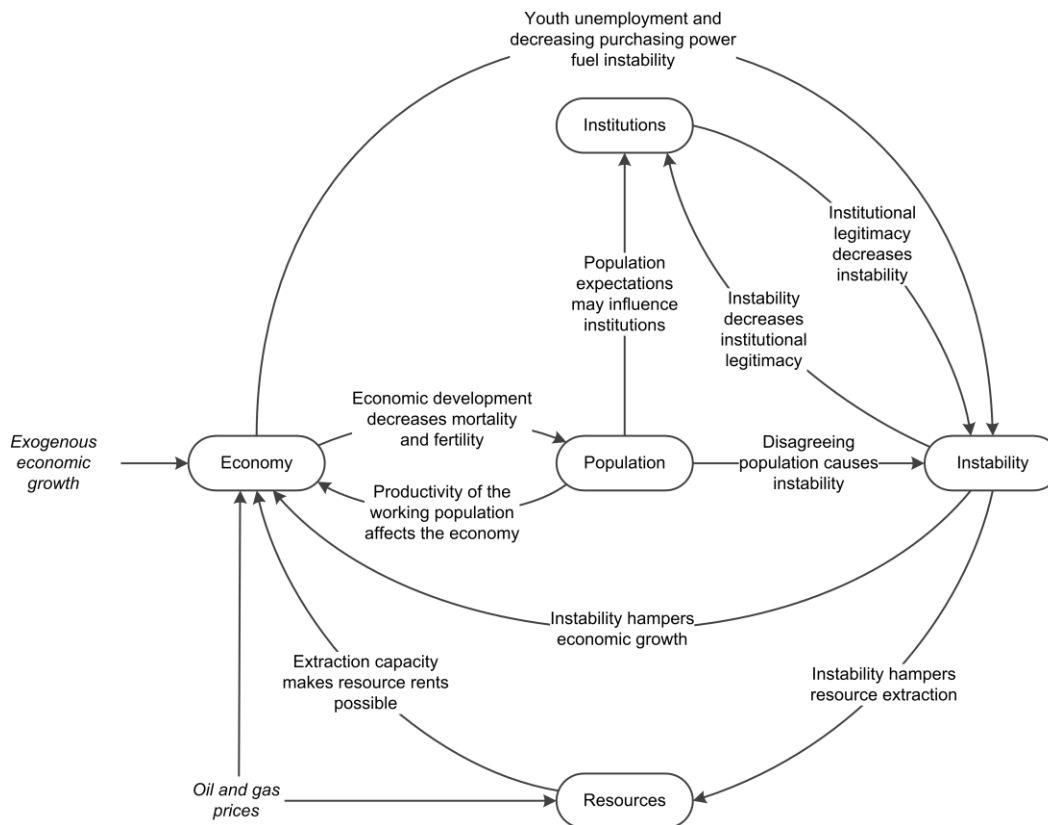 Youth unemployment and
decreasing purchasing power
fuel instability
Institutions
Institutional
legitimacy
decreases
instability
Population
expectations
may influence
institutions
Instability
decreases
institutional
legitimacy
Economic development
decreases mortality
and fertility
Exogenous
economic
growth
Economy
Population
Disagreeing
population causes
instability
Instability
Productivity of the
working population
affects the economy
Instability hampers
economic growth
Extraction capacity
makes resource rents
possible
Instability hampers
resource extraction
Oil and gas
prices
Resources